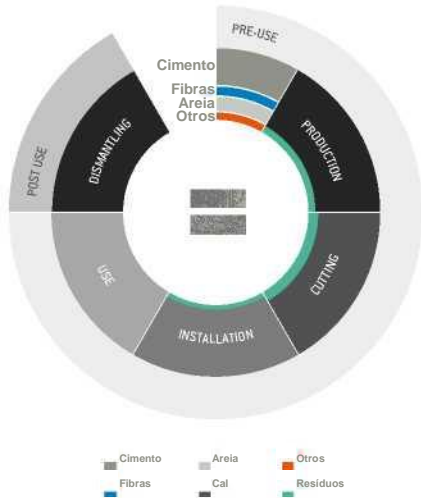 PRE-USE
Cimento
Fibras
Areia
Otros
PRODUCTION
DISMANTLING
POST USE
CUTTING
USE
INSTALLATION
Cimento Areia Otros
Fibras Cal Resíduos